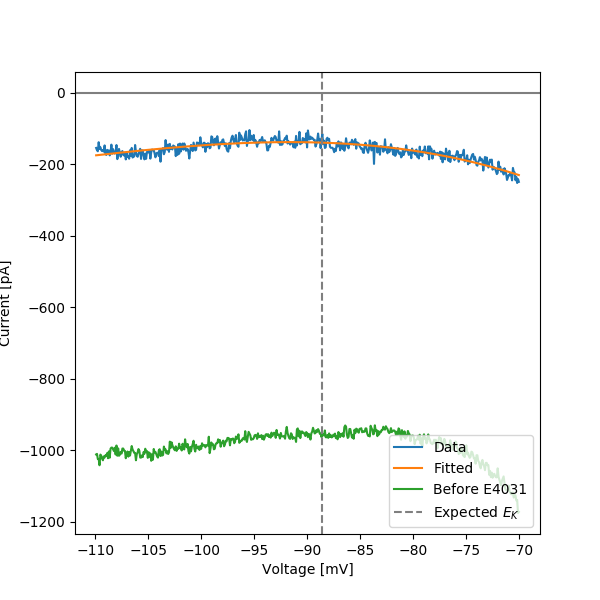 0
−200
−400
−600
−800
−1000
−1200
Current [pA]
−110
−105
−100
−95
−90
−85
−80
−75
−70
Voltage [mV]
Data
Fitted
Before E4031
Expected E_K